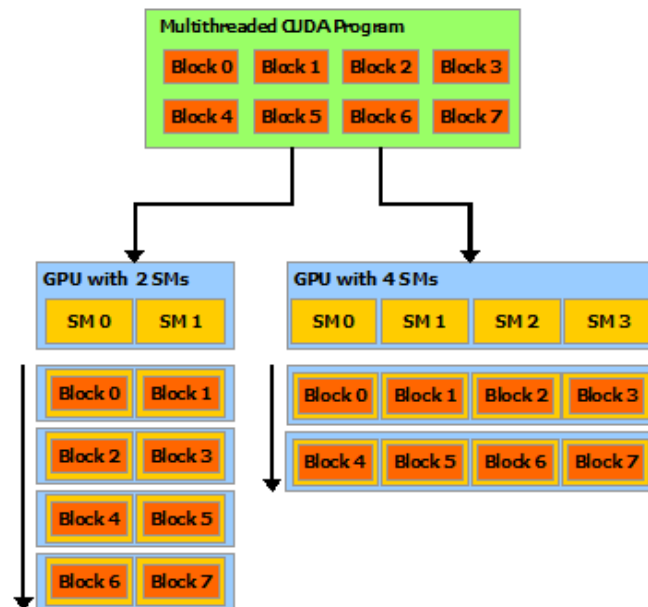 Multithreaded CUDA Program
Block 0 Block 1 Block 2 Block 3
Block 4 Block 5 Block 6 Block 7
GPU with 2 SMs
SM 0 SM 1
Block 0 Block 1
Block 2 Block 3
Block 4 Block 5
Block 6 Block 7
GPU with 4 SMs
SM 0 SM 1 SM 2 SM 3
Block 0 Block 1 Block 2 Block 3
Block 4 Block 5 Block 6 Block 7